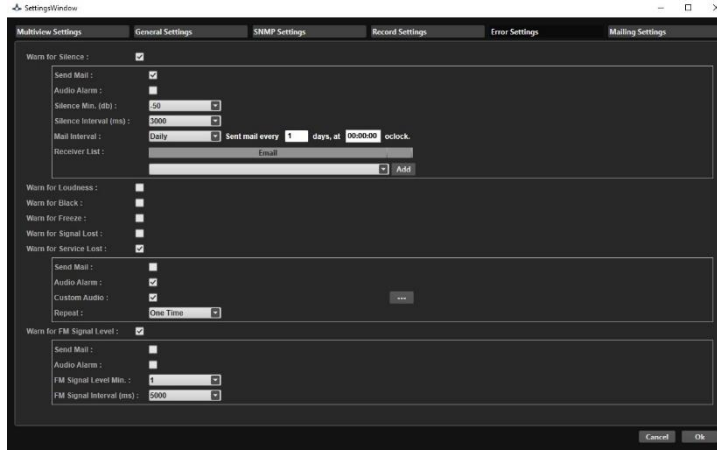 SettingsWindow
Multiview Settings General Settings SNMP Settings Record Settings Error Settings Mailing Settings
Warn for Silence :
Send Mail :
Audio Alarm :
Silence Min. (db) : -50
Silence Interval (ms) : 3000
Mail Interval : Daily Sent mail every 1 days, at 00:00:00 oclock.
Receiver List : Email
Add
Warn for Loudness :
Warn for Black :
Warn for Freeze :
Warn for Signal Lost :
Warn for Service Lost :
Send Mail :
Audio Alarm :
Custom Audio : ...
Repeat : One Time
Warn for FM Signal Level :
Send Mail :
Audio Alarm :
FM Signal Level Min. : 1
FM Signal Interval (ms) : 5000
Cancel Ok